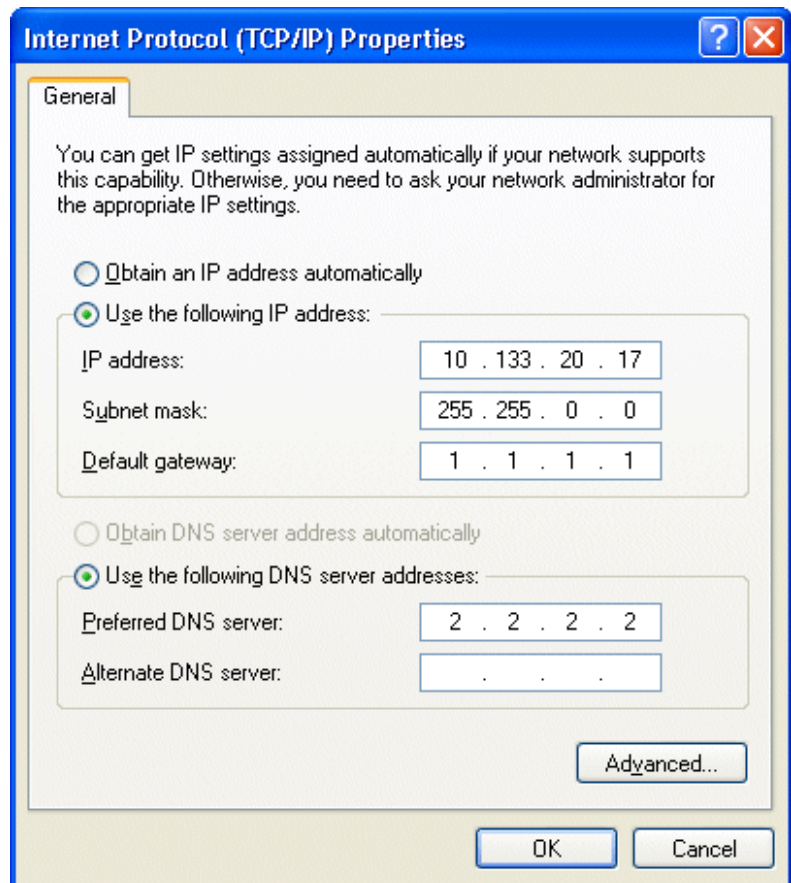 Internet Protocol (TCP/IP) Properties
General
You can get IP settings assigned automatically if your network supports
this capability. Otherwise, you need to ask your network administrator for
the appropriate IP settings.
Obtain an IP address automatically
Use the following IP address:
IP address: 10 . 133 . 20 . 17
Subnet mask: 255 . 255 . 0 . 0
Default gateway: 1 . 1 . 1 . 1
Obtain DNS server address automatically
Use the following DNS server addresses:
Preferred DNS server: 2 . 2 . 2 . 2
Alternate DNS server: . . .
Advanced...
OK Cancel